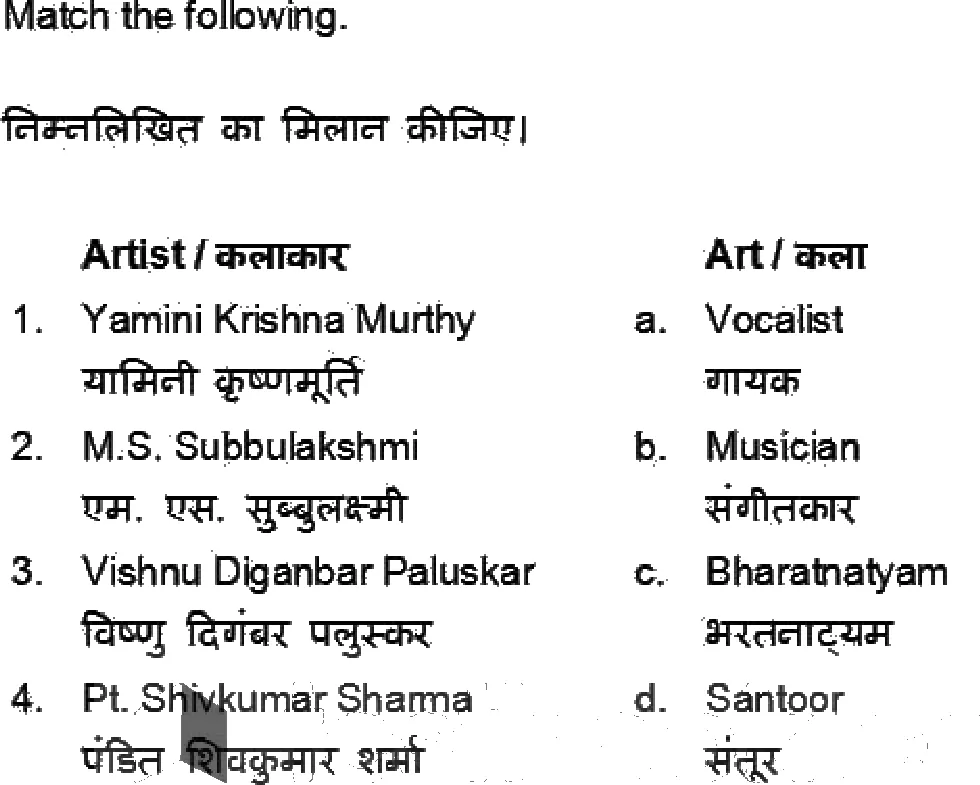 Match the following.
निम्नलिखित का मिलान कीजिए।
Artist / कलाकार Art / कला
1. Yamini Krishna Murthy a. Vocalist
यामिनी कृष्णमूर्ति गायक
2. M.S. Subbulakshmi b. Musician
एम. एस. सुब्बुलक्ष्मी संगीतकार
3. Vishnu Diganbar Paluskar c. Bharatnatyam
विष्णु दिगंबर पलुस्कर भरतनाट्यम
4. Pt. Shivkumar Sharma d. Santoor
पंडित शिवकुमार शर्मा संतूर